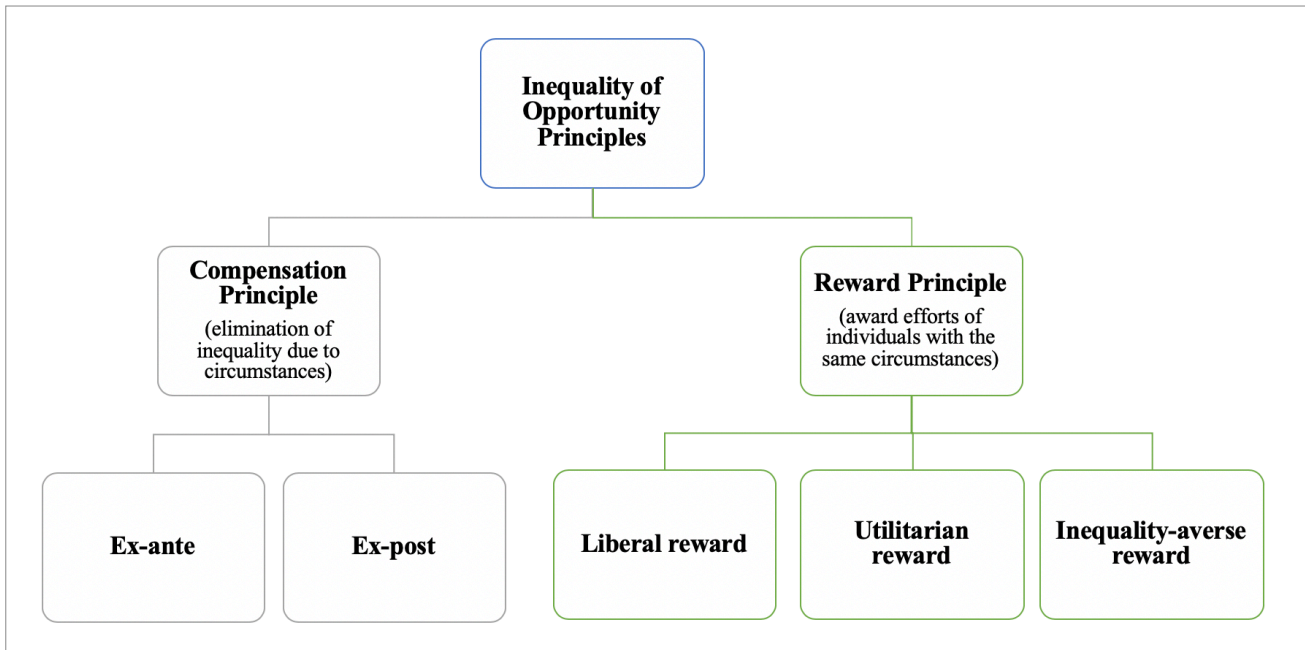 Inequality of
Opportunity
Principles
Compensation
Principle
(elimination of
inequality due to
circumstances)
Reward Principle
(award efforts of
individuals with the
same circumstances)
Ex-ante
Ex-post
Liberal reward
Utilitarian
reward
Inequality-averse
reward